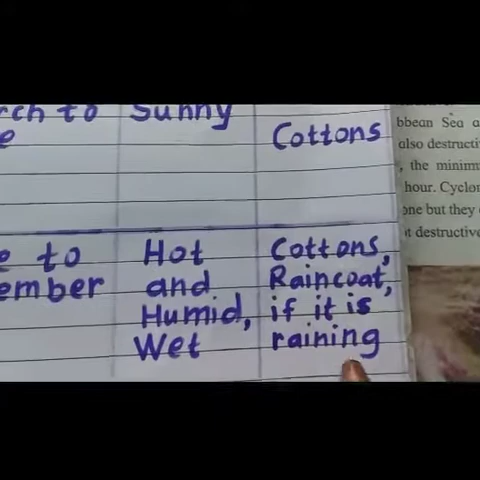 rch to Sunny
e Cottons
e to Hot Cottons,
ember and Raincoat,
Humid, if it is
Wet raining
bbean Sea a
also destructi
, the minim
hour. Cyclon
one but they
t destructive